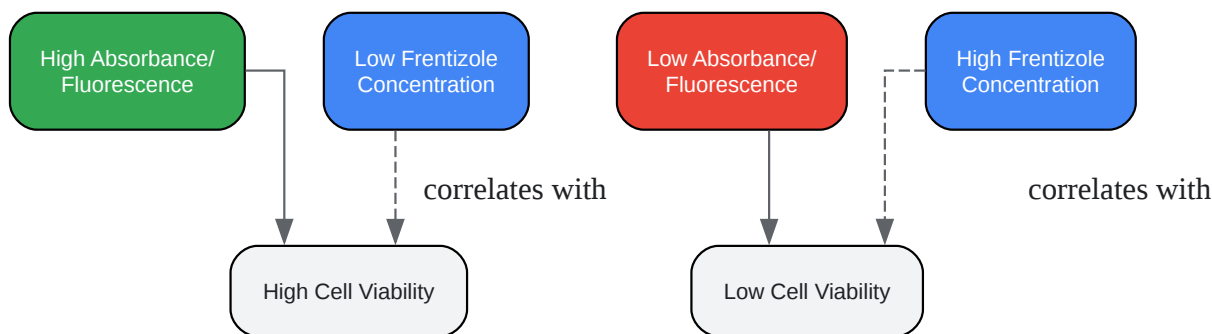 High Absorbance/
Fluorescence
Low Frentizole
Concentration
Low Absorbance/
Fluorescence
High Frentizole
Concentration
correlates with
correlates with
High Cell Viability
Low Cell Viability